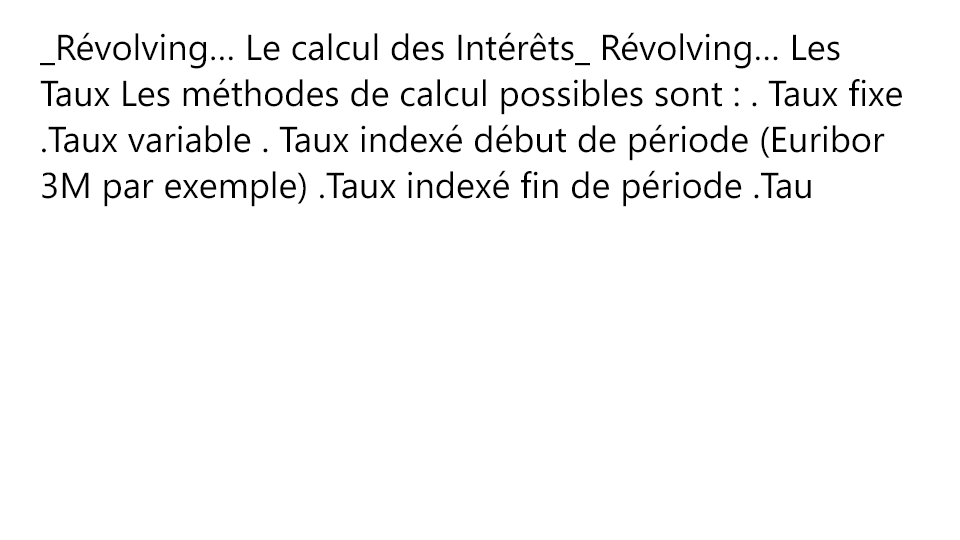 _Révolving... Le calcul des Intérêts_ Révolving... Les
Taux Les méthodes de calcul possibles sont : . Taux fixe
.Taux variable . Taux indexé début de période (Euribor
3M par exemple) .Taux indexé fin de période .Tau